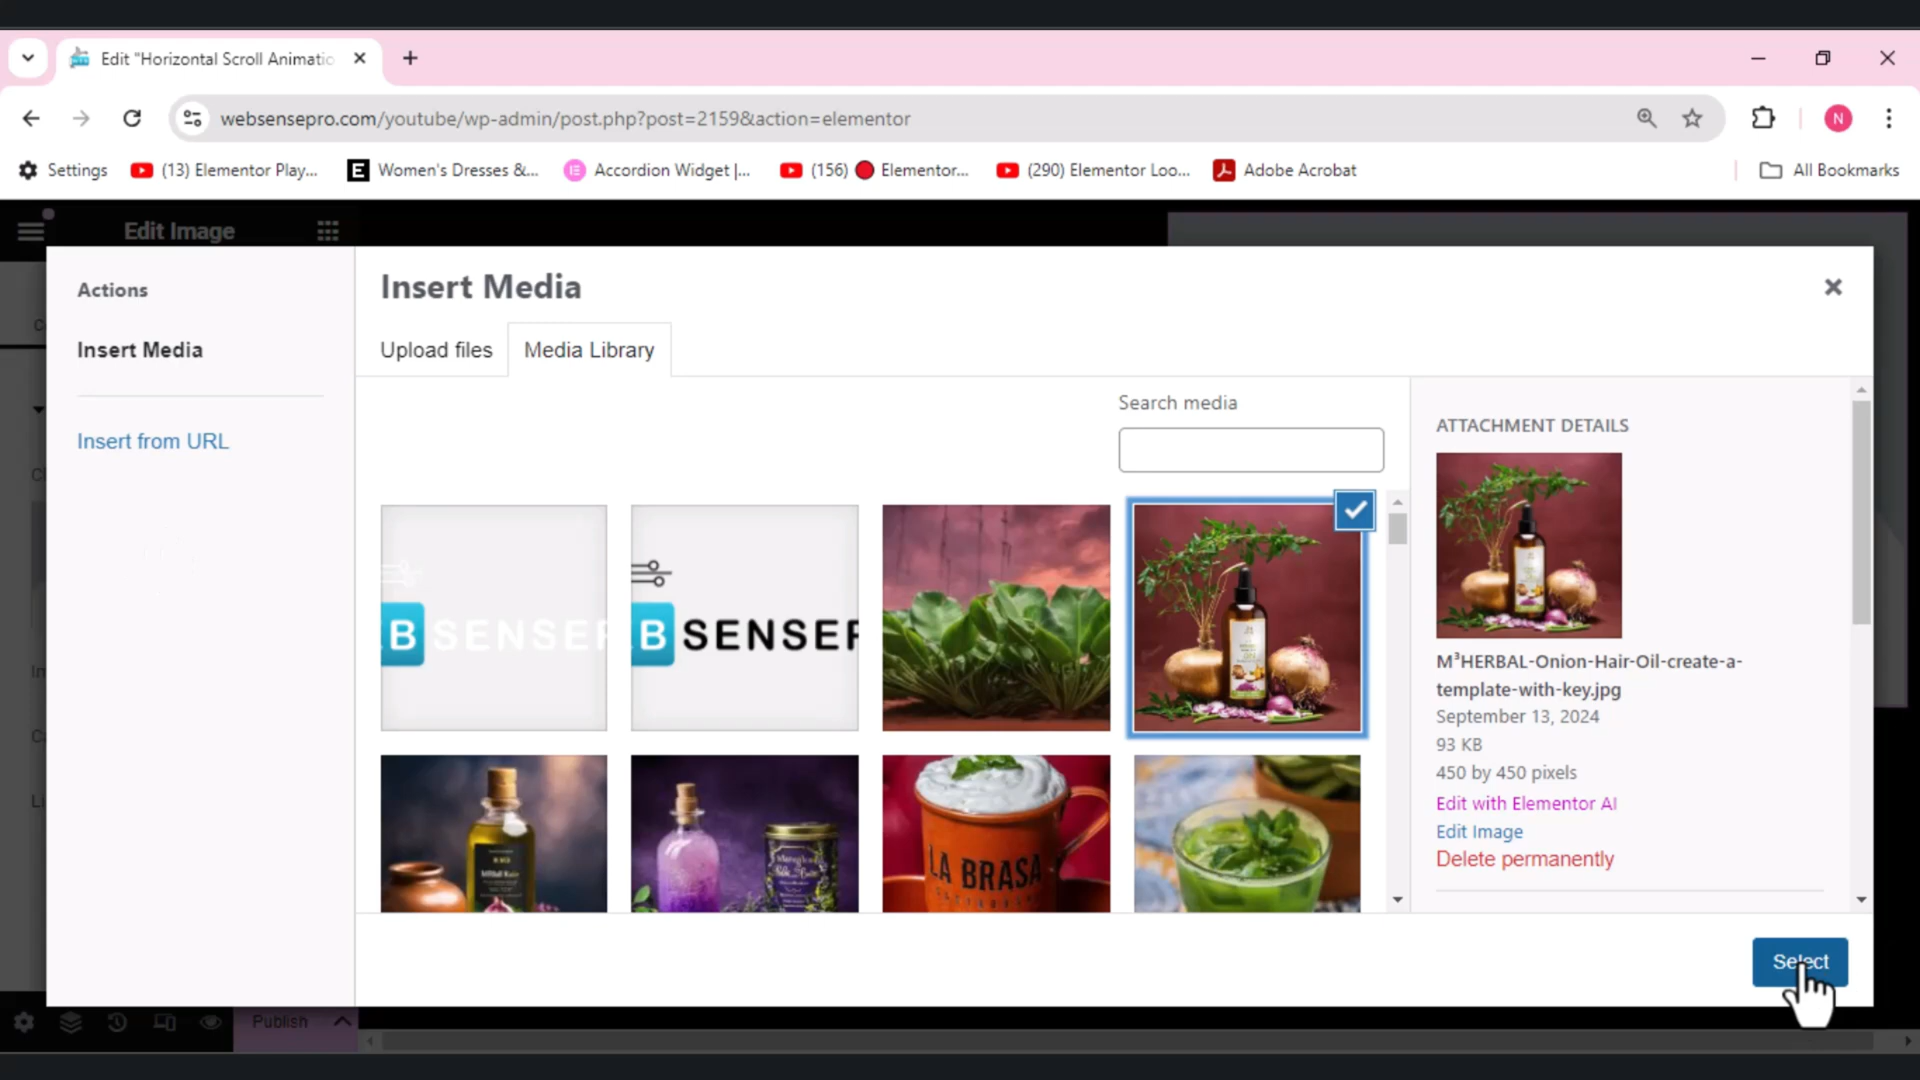 Edit "Horizontal Scroll Animatio
websensepro.com/youtube/wp-admin/post.php?post=2159&action=elementor
N
Settings
(13) Elementor Play...
E
Women's Dresses &...
Accordion Widget |...
(156) Elementor...
(290) Elementor Loo...
Adobe Acrobat
All Bookmarks
Edit Image
Actions
Insert Media
Insert from URL
Insert Media
Upload files
Media Library
Search media
B SENSER
B SENSER
LA BRASA
ATTACHMENT DETAILS
M³HERBAL-Onion-Hair-Oil-create-a-
template-with-key.jpg
September 13, 2024
93 KB
450 by 450 pixels
Edit with Elementor AI
Edit Image
Delete permanently
Select
Publish